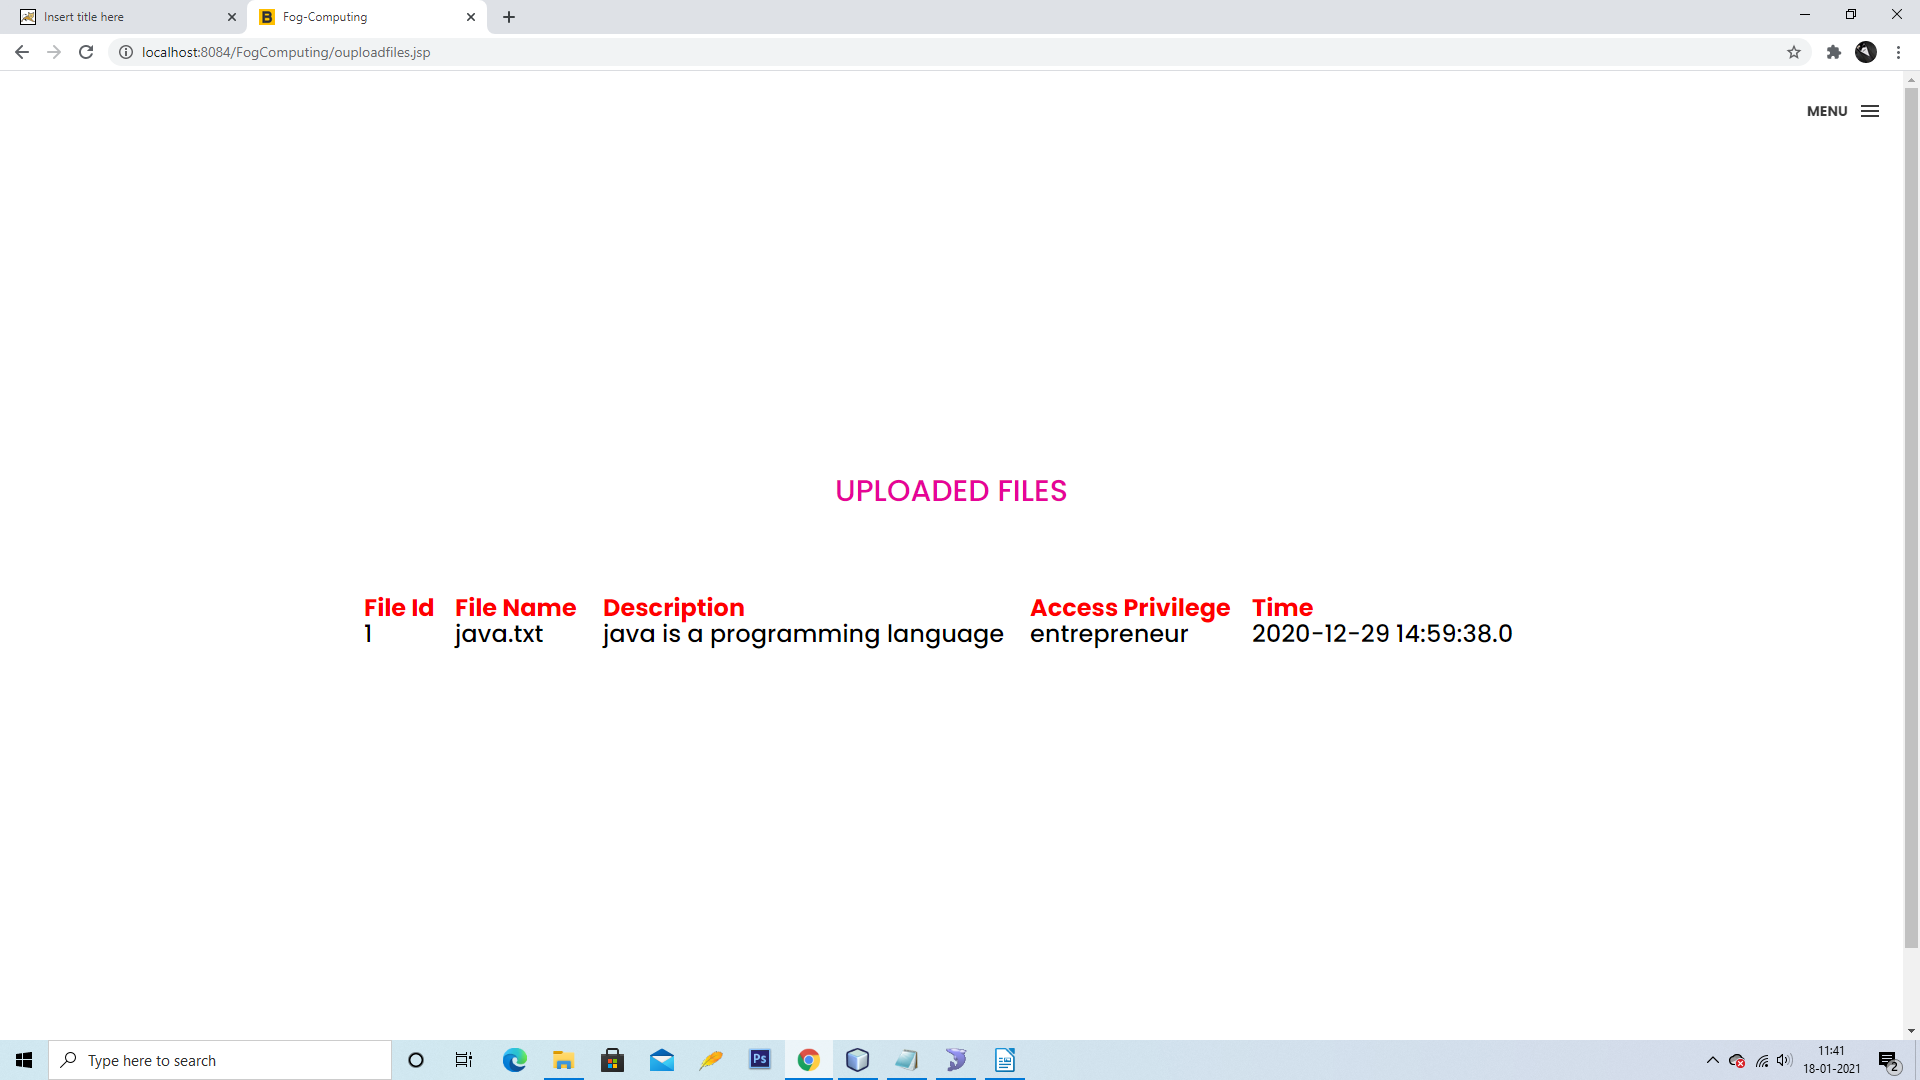 Insert title here
Fog-Computing
localhost:8084/FogComputing/ouploadfiles.jsp
MENU
UPLOADED FILES
File Id File Name Description Access Privilege Time
1 java.txt java is a programming language entrepreneur 2020-12-29 14:59:38.0
Type here to search
Ps
11:41
18-01-2021
2